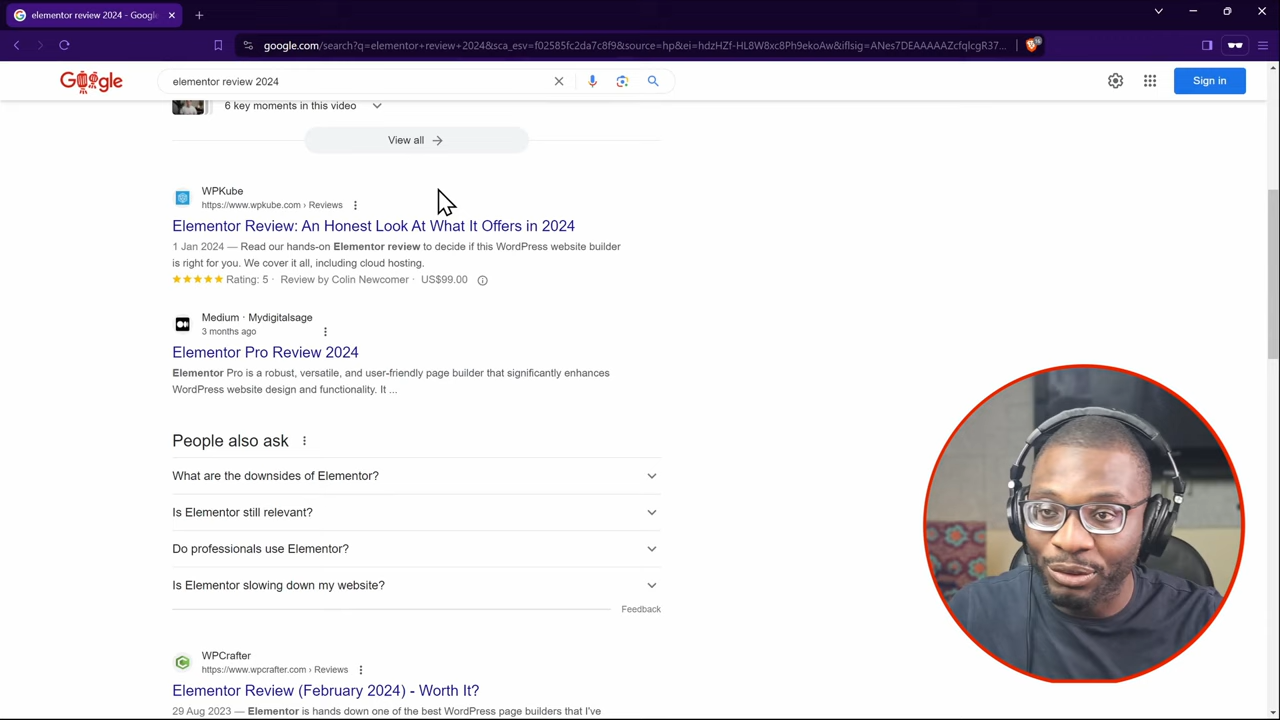 elementor review 2024 - Google
google.com/search?q=elementor+review+2024&sca_esv=f02585fc2da7c8f9&source=hp&ei=hdzHZf-HL8W8xc8Ph9ekoAw&iflsig=ANes7DEAAAAAZcfqlcgR37...
Google
elementor review 2024
Sign in
6 key moments in this video
View all
WPKube
https://www.wpkube.com › Reviews
Elementor Review: An Honest Look At What It Offers in 2024
1 Jan 2024 — Read our hands-on Elementor review to decide if this WordPress website builder
is right for you. We cover it all, including cloud hosting.
Rating: 5 · Review by Colin Newcomer · US$99.00
Medium · Mydigitalsage
3 months ago
Elementor Pro Review 2024
Elementor Pro is a robust, versatile, and user-friendly page builder that significantly enhances
WordPress website design and functionality. It ...
People also ask
What are the downsides of Elementor?
Is Elementor still relevant?
Do professionals use Elementor?
Is Elementor slowing down my website?
Feedback
WPCrafter
https://www.wpcrafter.com › Reviews
Elementor Review (February 2024) - Worth It?
29 Aug 2023 — Elementor is hands down one of the best WordPress page builders that I've